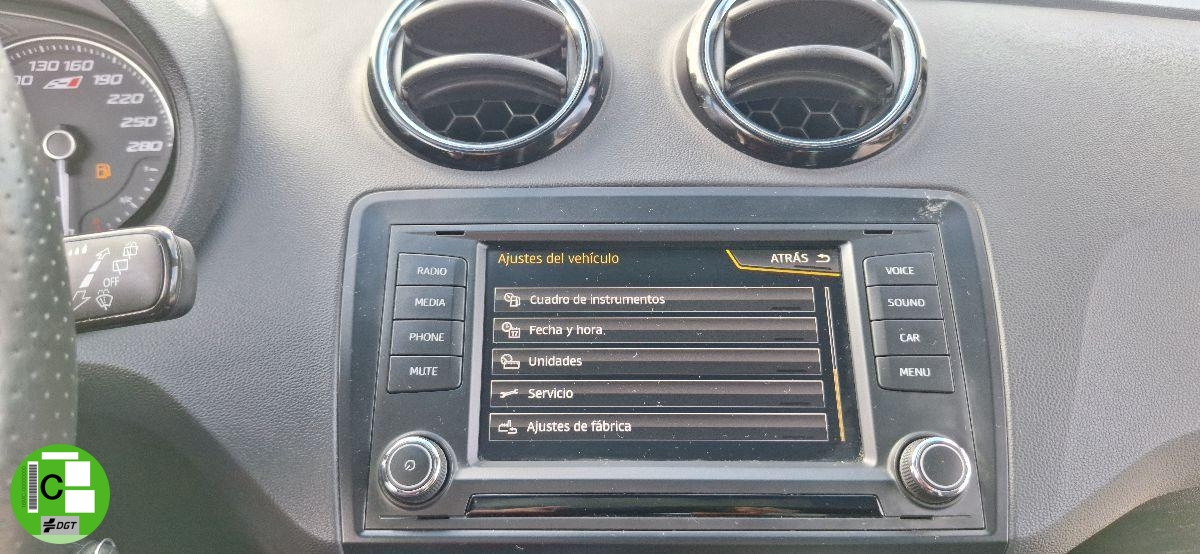 130 160
190
220
250
280
OFF
RADIO
MEDIA
PHONE
MUTE
Ajustes del vehículo
ATRÁS
Cuadro de instrumentos
Fecha y hora.
17
Unidades
Servicio
Ajustes de fábrica
VOICE
SOUND
CAR
MENU
C
DGT